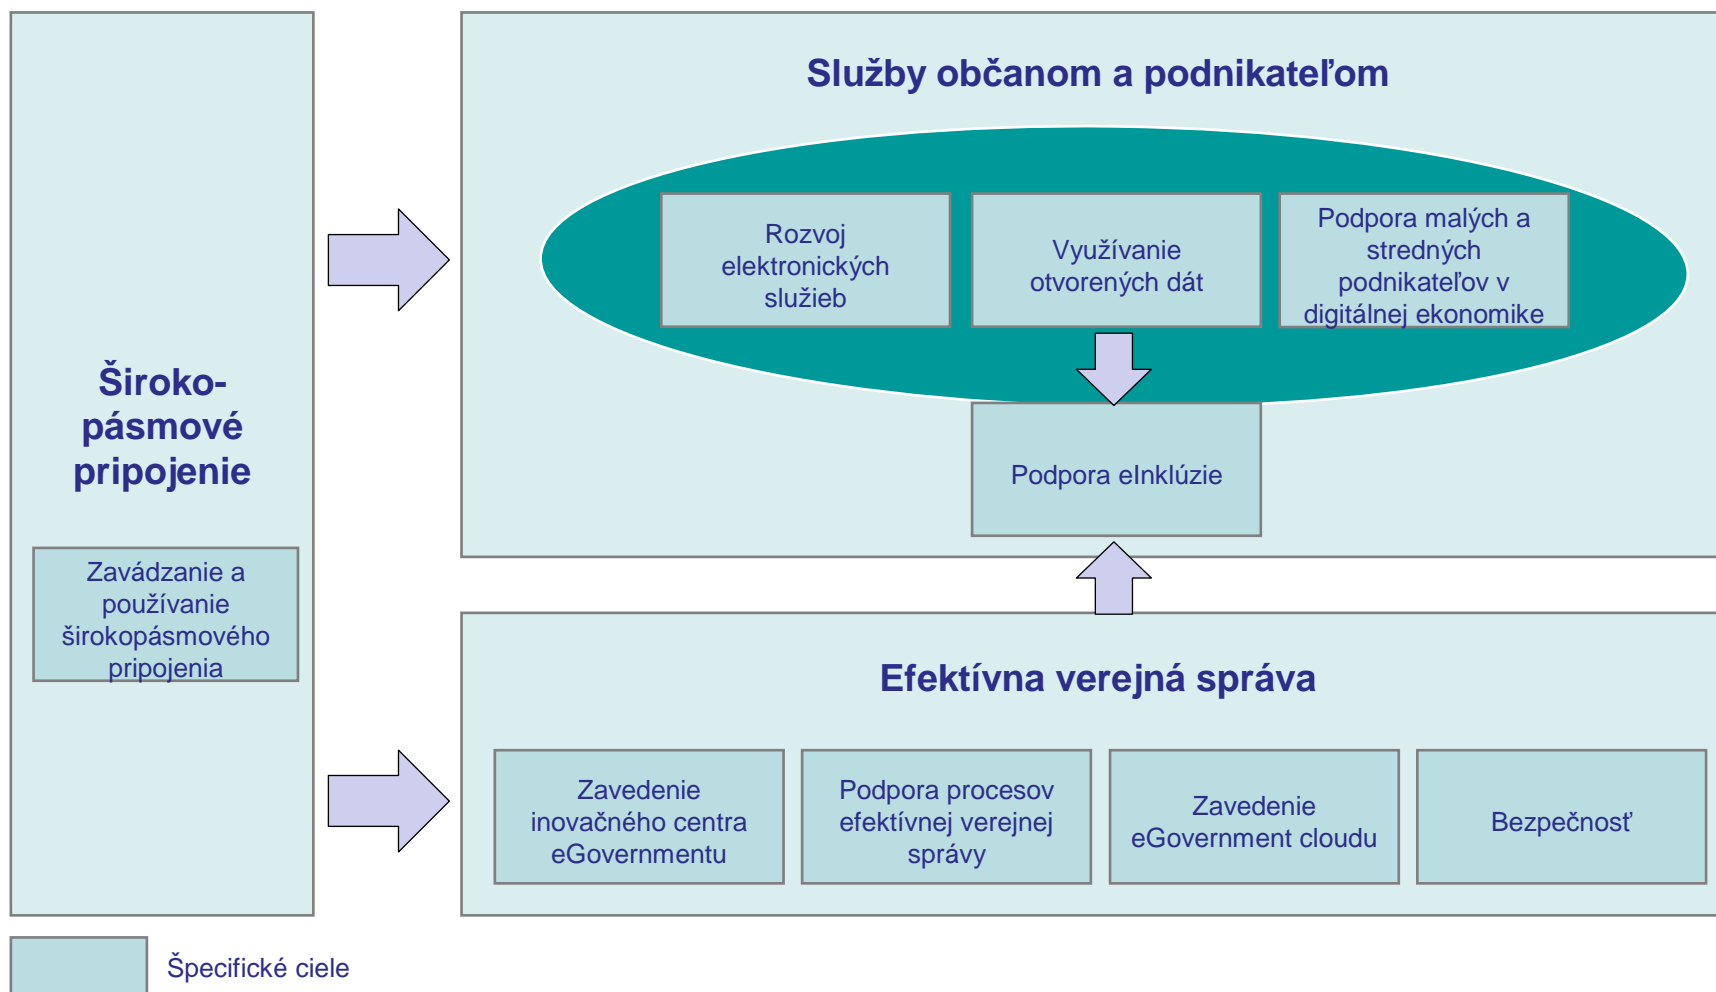 Široko-
pásmové
pripojenie
Zavádzanie a
používanie
širokopásmového
pripojenia
Služby občanom a podnikateľom
Rozvoj
elektronických
služieb
Využívanie
otvorených dát
Podpora malých a
stredných
podnikateľov v
digitálnej ekonomike
Podpora eInklúzie
Efektívna verejná správa
Zavedenie
inovačného centra
eGovernmentu
Podpora procesov
efektívnej verejnej
správy
Zavedenie
eGovernment cloudu
Bezpečnosť
Špecifické ciele